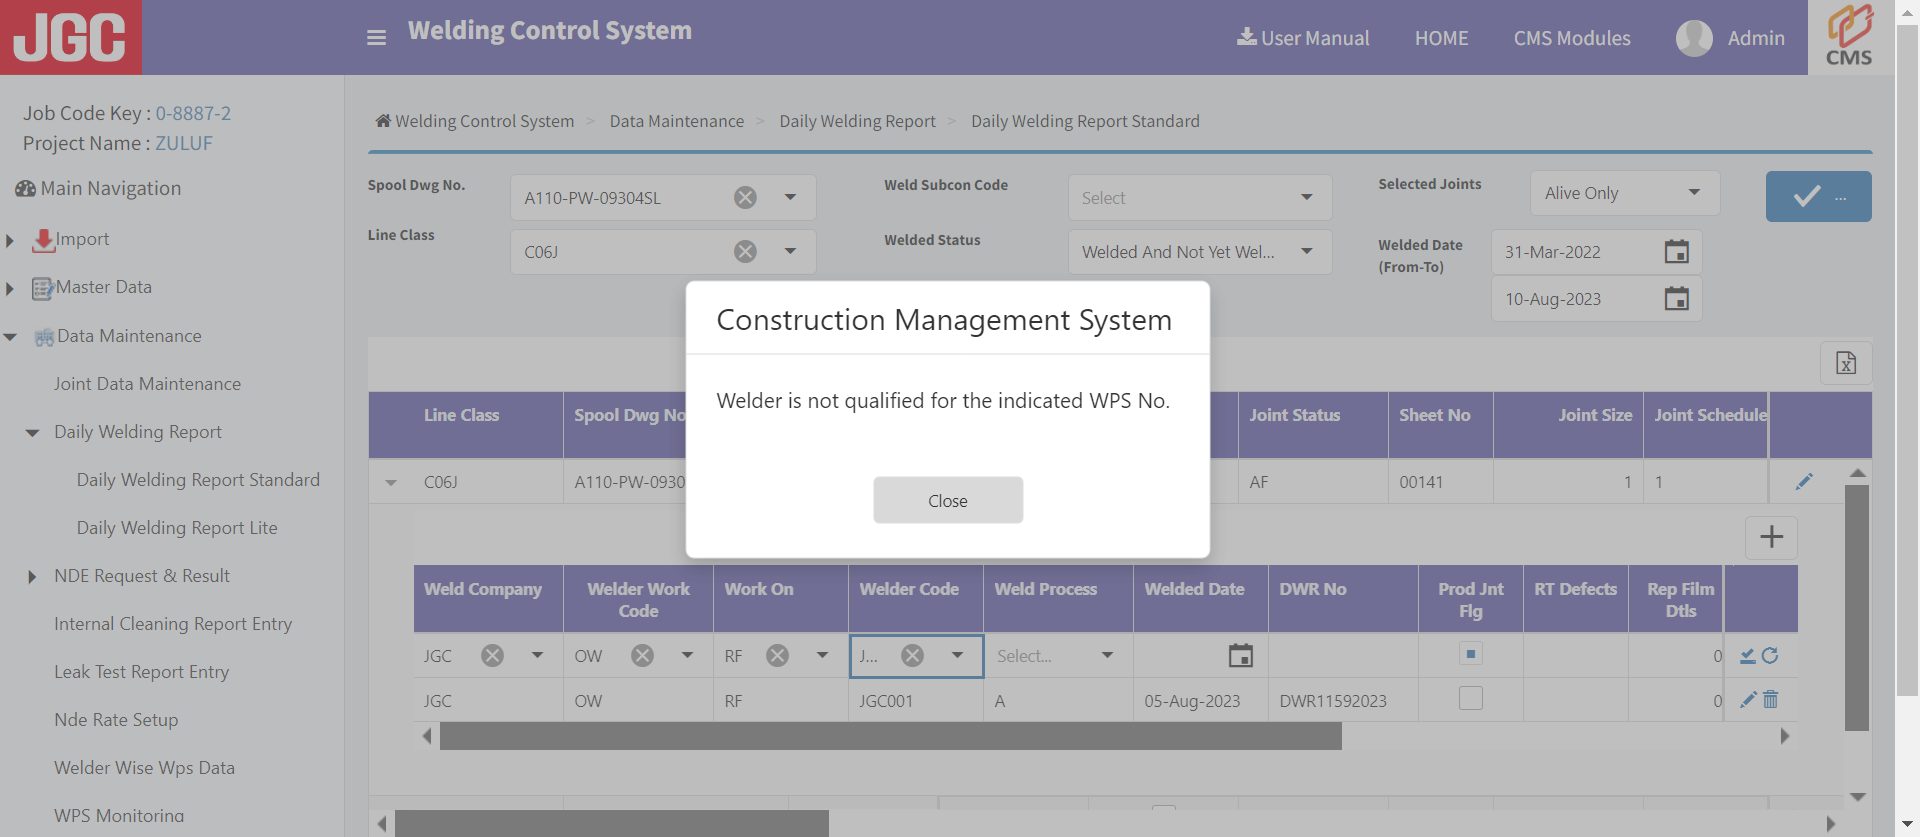 JGC
Welding Control System
User Manual
HOME
CMS Modules
Admin
CMS
Job Code Key : 0-8887-2
Project Name : ZULUF
Main Navigation
Import
Master Data
Data Maintenance
Joint Data Maintenance
Daily Welding Report
Daily Welding Report Standard
Daily Welding Report Lite
NDE Request & Result
Internal Cleaning Report Entry
Leak Test Report Entry
Nde Rate Setup
Welder Wise Wps Data
WPS Monitoring
Welding Control System > Data Maintenance > Daily Welding Report > Daily Welding Report Standard
Spool Dwg No.
A110-PW-09304SL
Line Class
C06J
Weld Subcon Code
Select
Welded Status
Welded And Not Yet Wel...
Selected Joints
Alive Only
...
Welded Date
(From-To)
31-Mar-2022
10-Aug-2023
Construction Management System
Welder is not qualified for the indicated WPS No.
Close
Line Class Spool Dwg No Joint Status Sheet No Joint Size Joint Schedule
C06J A110-PW-0930 AF 00141 1 1
Weld Company Welder Work Code Work On Welder Code Weld Process Welded Date DWR No Prod Jnt Flg RT Defects Rep Film Dtls
JGC OW RF J... Select... 0
JGC OW RF JGC001 A 05-Aug-2023 DWR11592023 0